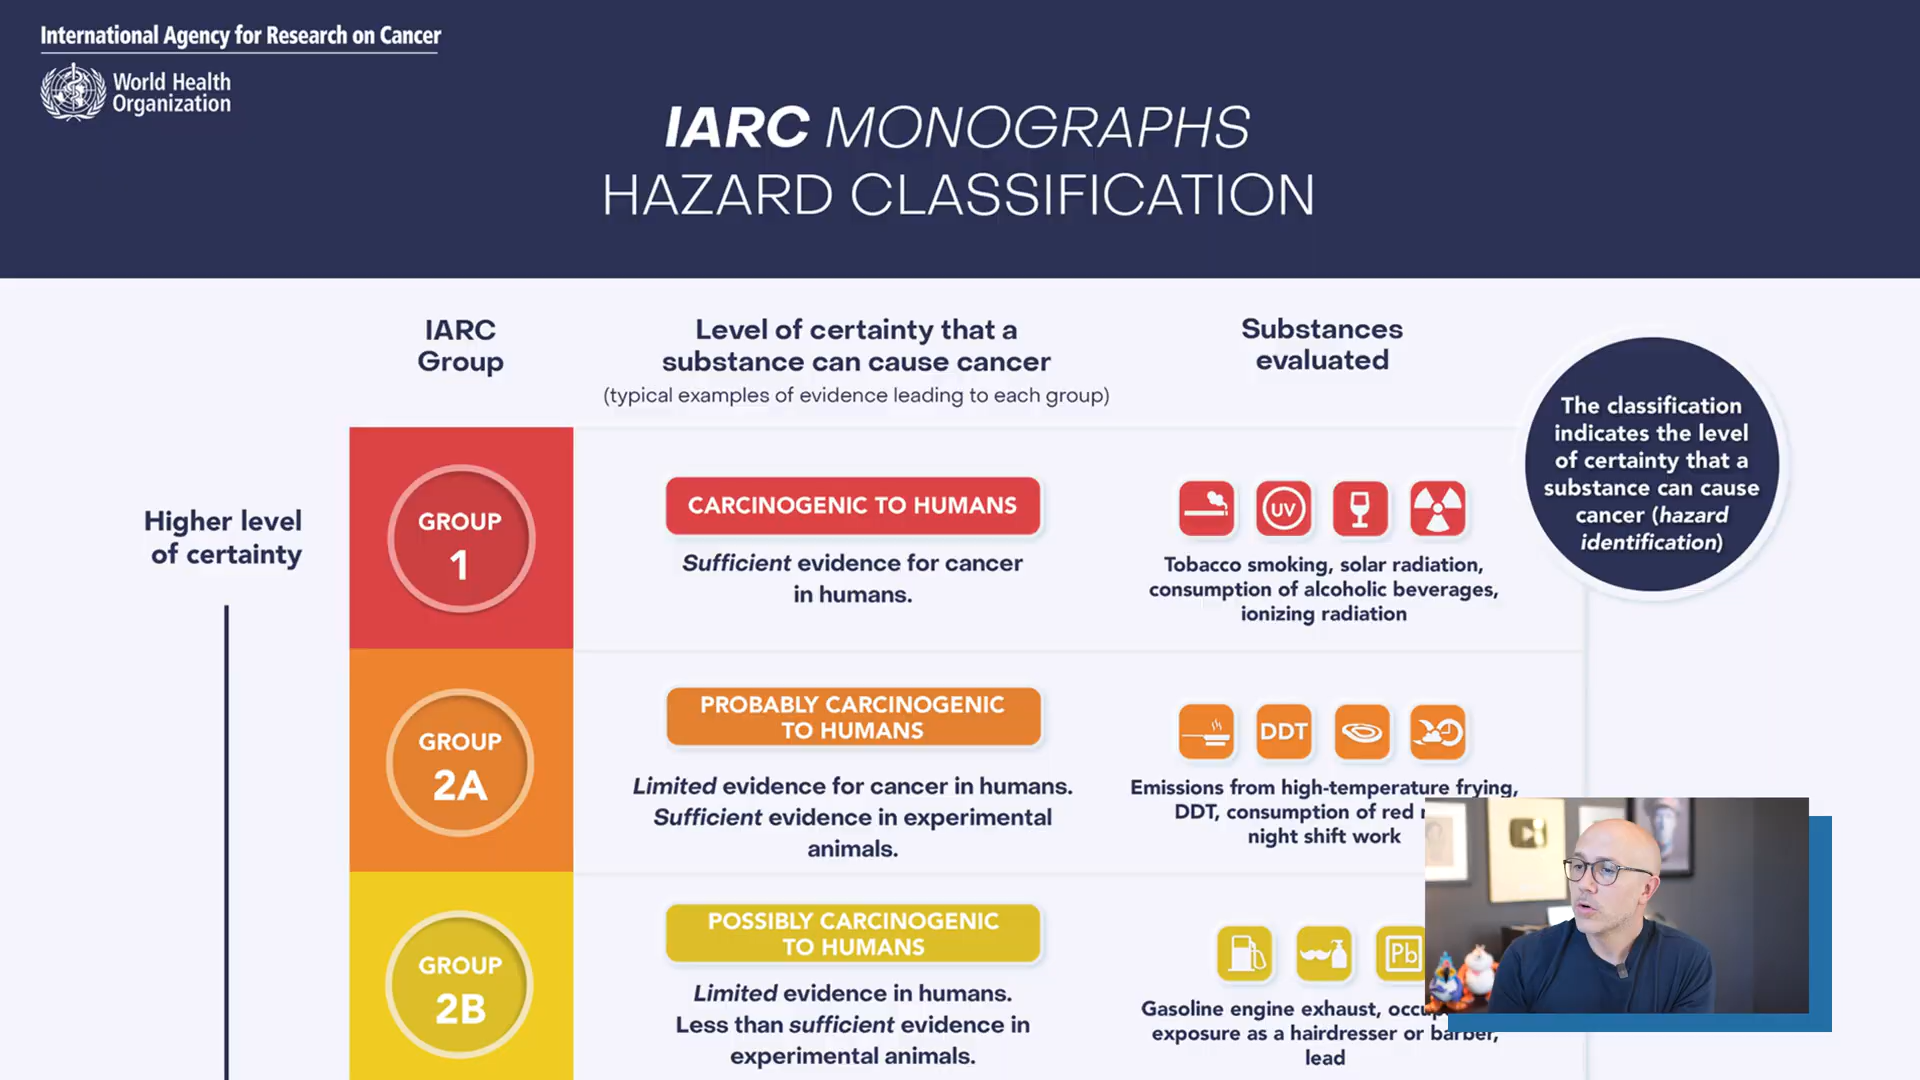 International Agency for Research on Cancer
World Health
Organization
IARC MONOGRAPHS
HAZARD CLASSIFICATION
IARC
Group
Level of certainty that a
substance can cause cancer
(typical examples of evidence leading to each group)
Substances
evaluated
The classification
indicates the level
of certainty that a
substance can cause
cancer (hazard
identification)
Higher level
of certainty
GROUP
1
CARCINOGENIC TO HUMANS
Sufficient evidence for cancer
in humans.
UV
Tobacco smoking, solar radiation,
consumption of alcoholic beverages,
ionizing radiation
GROUP
2A
PROBABLY CARCINOGENIC
TO HUMANS
Limited evidence for cancer in humans.
Sufficient evidence in experimental
animals.
DDT
Emissions from high-temperature frying,
DDT, consumption of red
night shift work
GROUP
2B
POSSIBLY CARCINOGENIC
TO HUMANS
Limited evidence in humans.
Less than sufficient evidence in
experimental animals.
Pb
Gasoline engine exhaust,
exposure as a hairdresser or barber,
lead